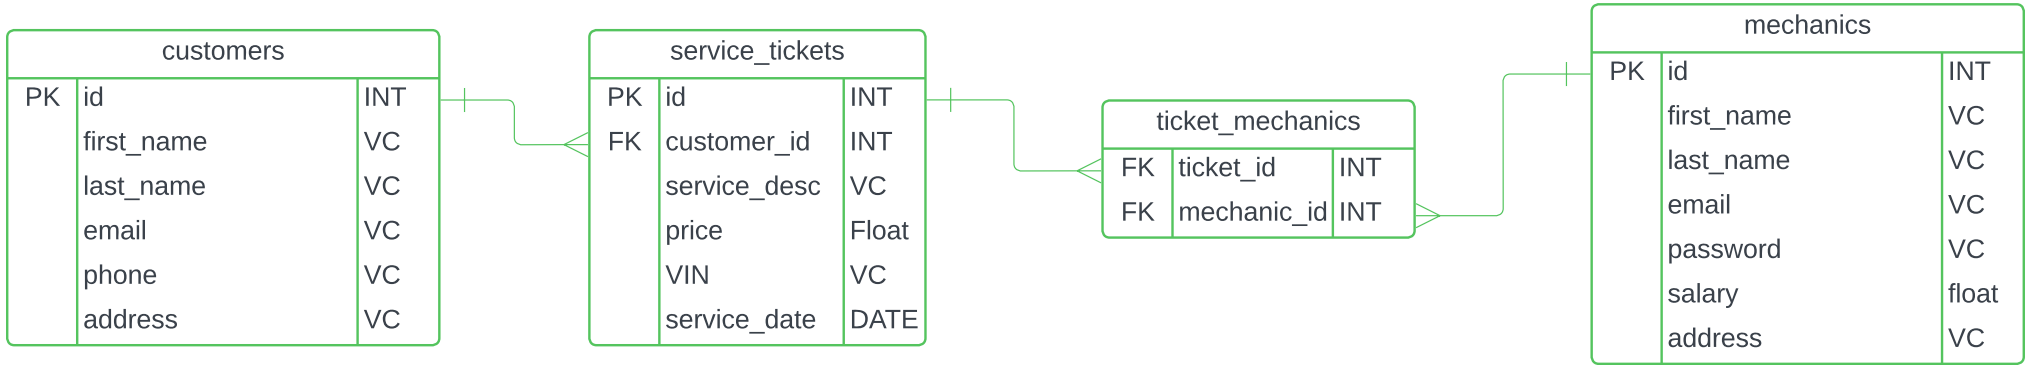 customers
PK id INT
first_name VC
last_name VC
email VC
phone VC
address VC
service_tickets
PK id INT
FK customer_id INT
service_desc VC
price Float
VIN VC
service_date DATE
ticket_mechanics
FK ticket_id INT
FK mechanic_id INT
mechanics
PK id INT
first_name VC
last_name VC
email VC
password VC
salary float
address VC